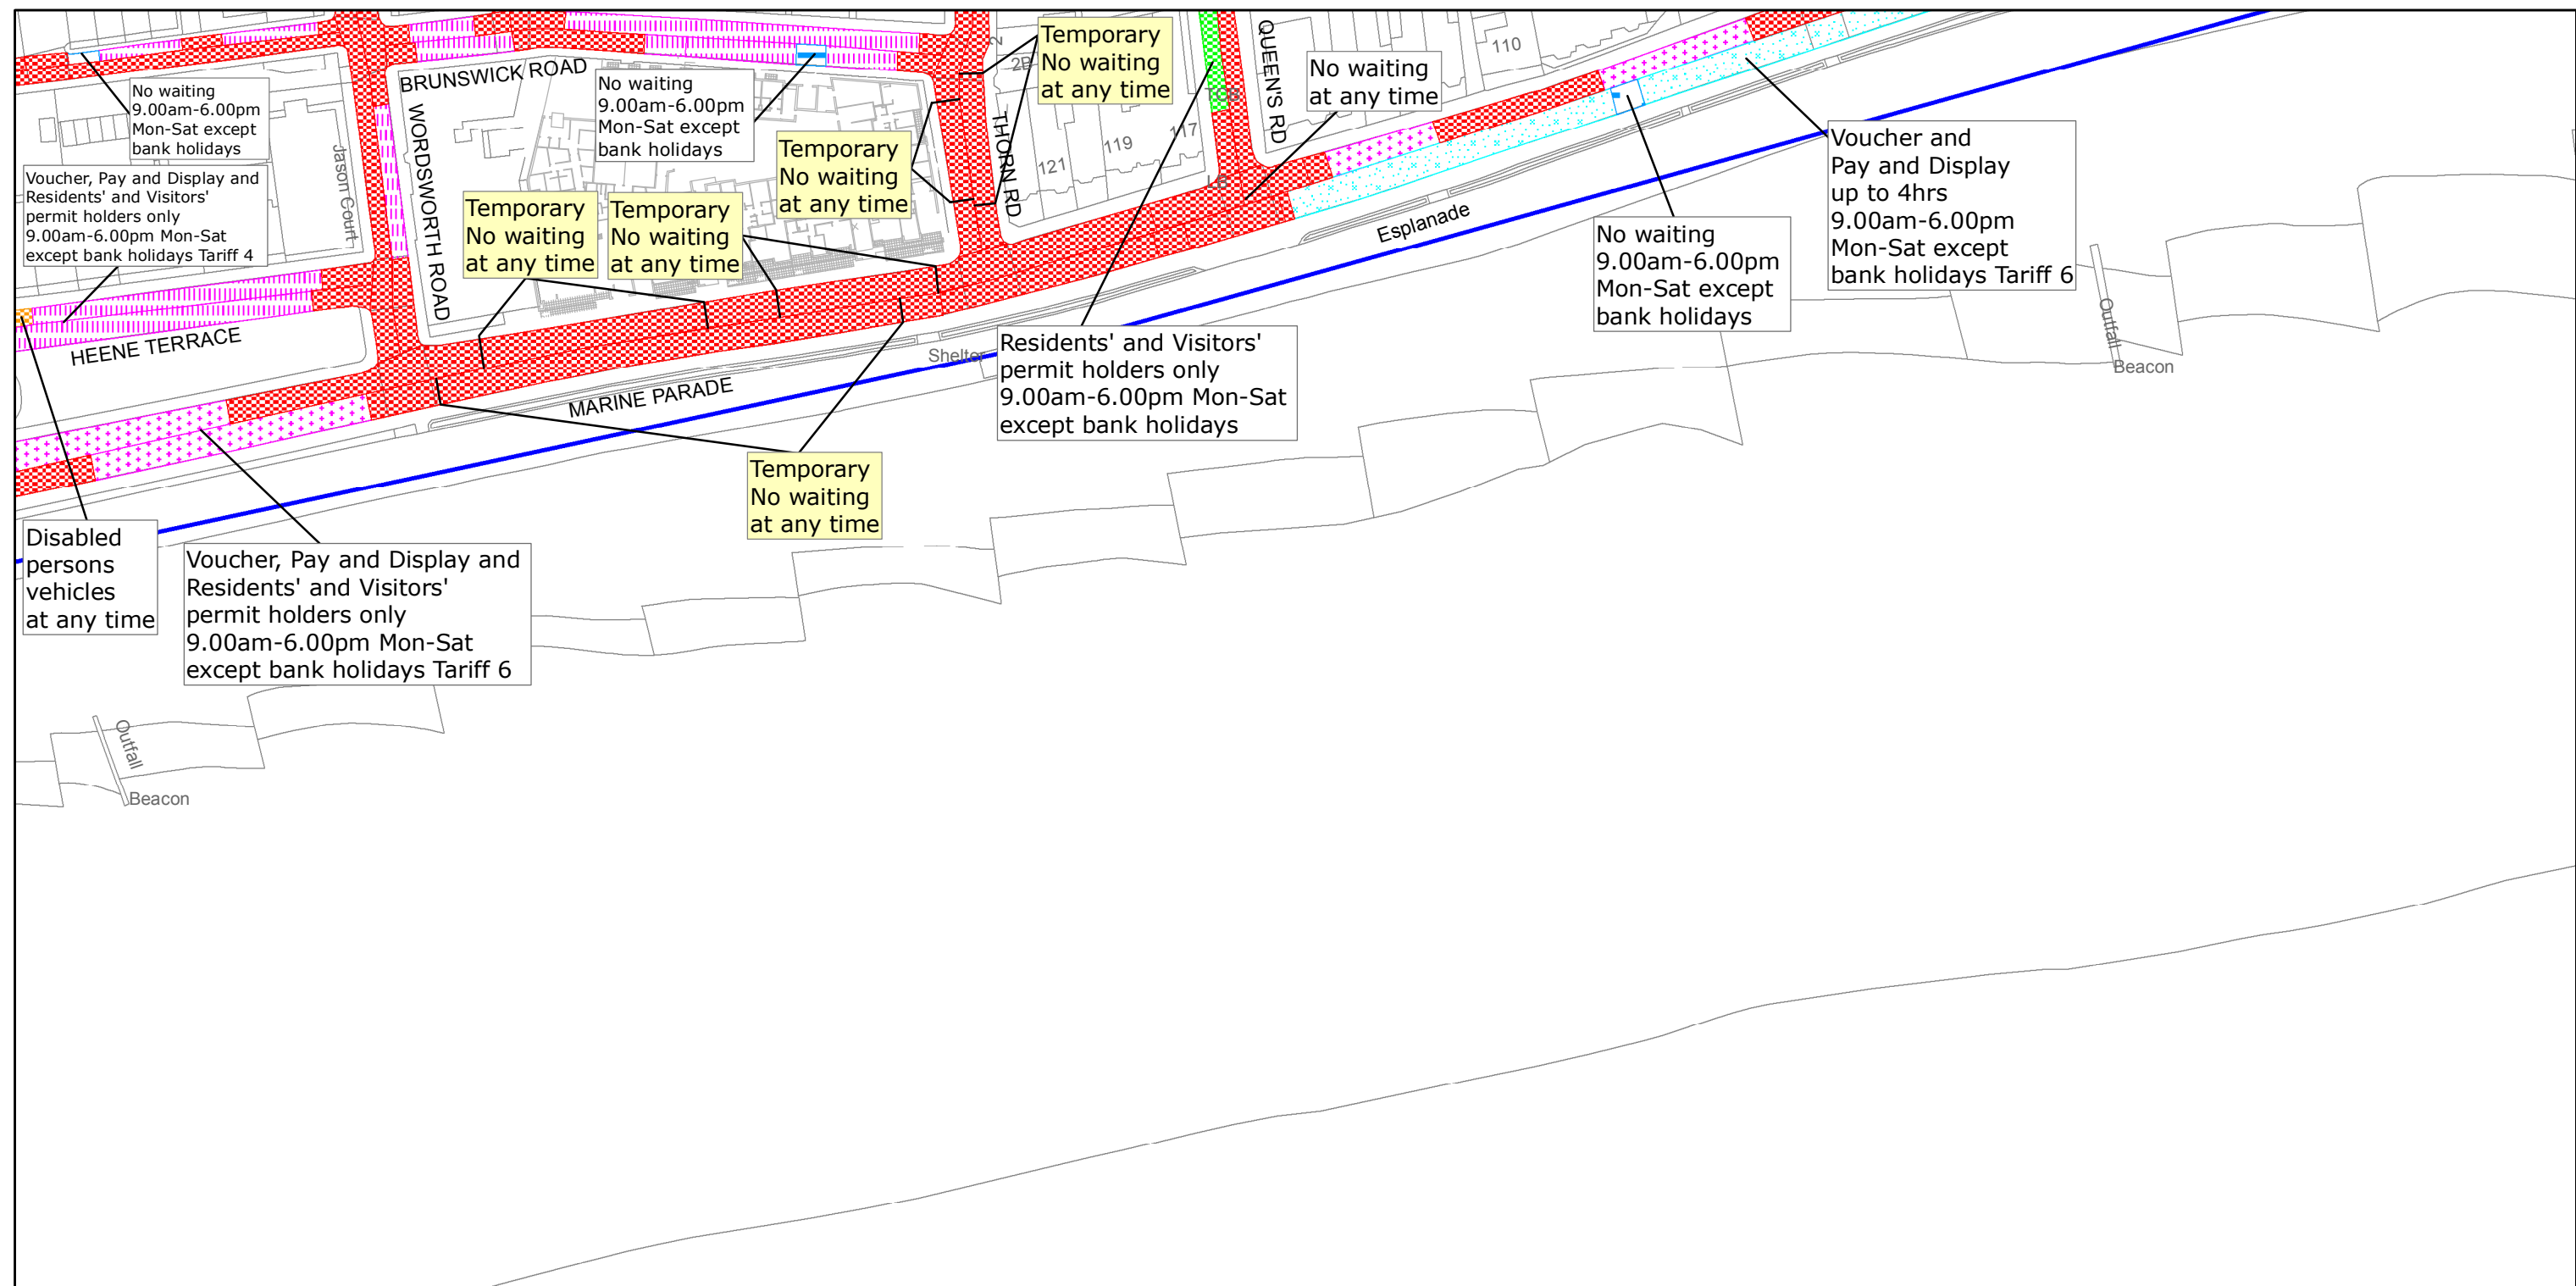 BRUNSWICK ROAD
WORDSWORTH ROAD
Jason Court
HEENE TERRACE
MARINE PARADE
THORN RD
QUEEN'S RD
Esplanade
Shelter
2
2B
121
119
117
110
TCB
LB
No waiting
9.00am-6.00pm
Mon-Sat except
bank holidays
Voucher, Pay and Display and
Residents' and Visitors'
permit holders only
9.00am-6.00pm Mon-Sat
except bank holidays Tariff 4
No waiting
9.00am-6.00pm
Mon-Sat except
bank holidays
Temporary
No waiting
at any time
Temporary
No waiting
at any time
Temporary
No waiting
at any time
Temporary
No waiting
at any time
No waiting
at any time
Voucher and
Pay and Display
up to 4hrs
9.00am-6.00pm
Mon-Sat except
bank holidays Tariff 6
No waiting
9.00am-6.00pm
Mon-Sat except
bank holidays
Residents' and Visitors'
permit holders only
9.00am-6.00pm Mon-Sat
except bank holidays
Temporary
No waiting
at any time
Disabled
persons
vehicles
at any time
Voucher, Pay and Display and
Residents' and Visitors'
permit holders only
9.00am-6.00pm Mon-Sat
except bank holidays Tariff 6
Outfall
Beacon
Outfall
Beacon